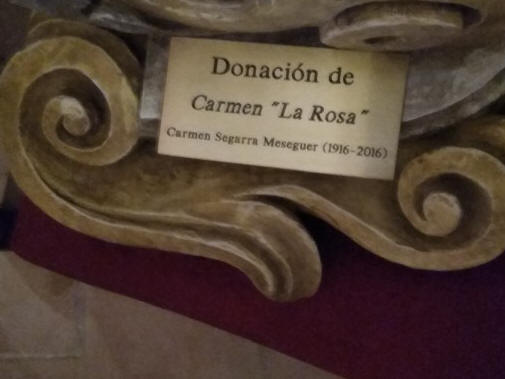 Donación de
Carmen "La Rosa"
Carmen Segarra Meseguer (1916-2016)